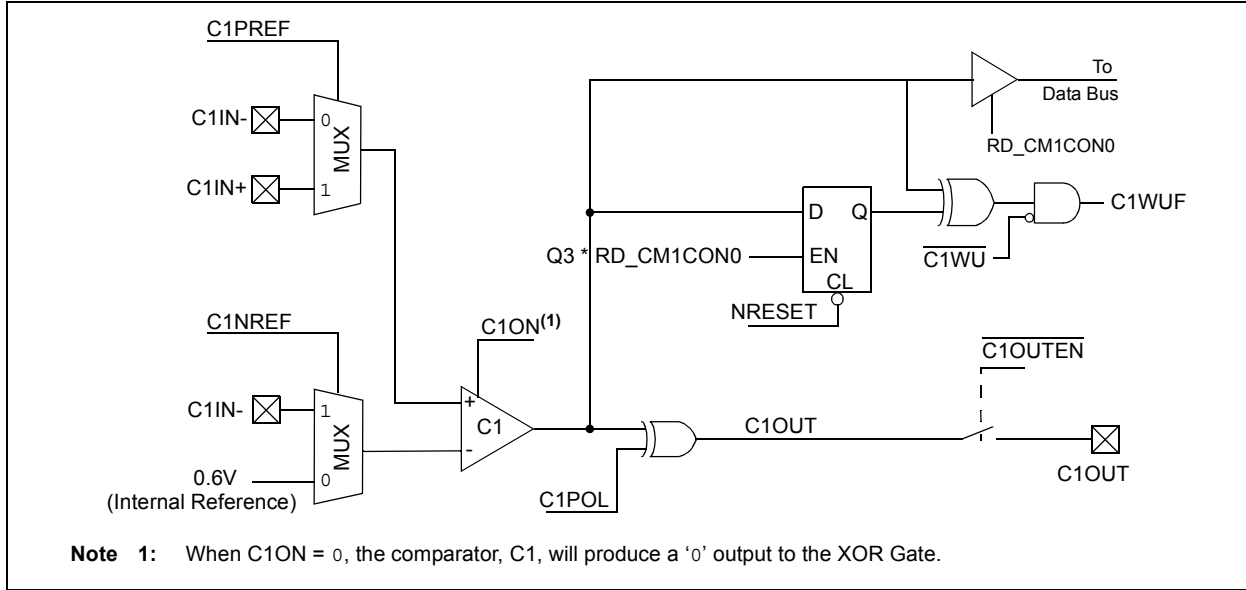 C1PREF
C1IN-
0
MUX
C1IN+
1
To
Data Bus
RD_CM1CON0
D
Q
C1WUF
Q3 * RD_CM1CON0
EN
C1WU
CL
NRESET
C1NREF
C1ON(1)
C1OUTEN
C1IN-
1
MUX
+
C1
-
C1OUT
0.6V
0
(Internal Reference)
C1POL
C1OUT
Note 1: When C1ON = 0, the comparator, C1, will produce a ‘0’ output to the XOR Gate.